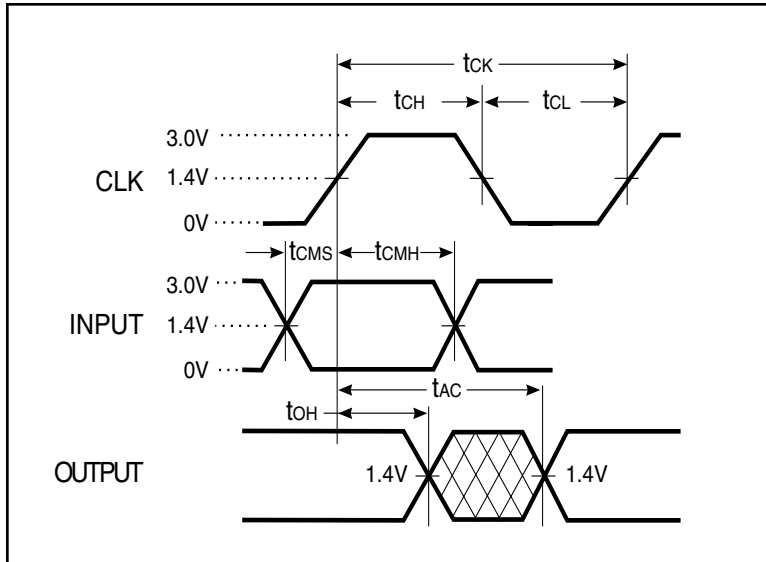 tCK
tCH tCL
3.0V
CLK 1.4V
0V
tCMS tCMH
3.0V
INPUT 1.4V
0V
tAC
tOH
OUTPUT 1.4V 1.4V